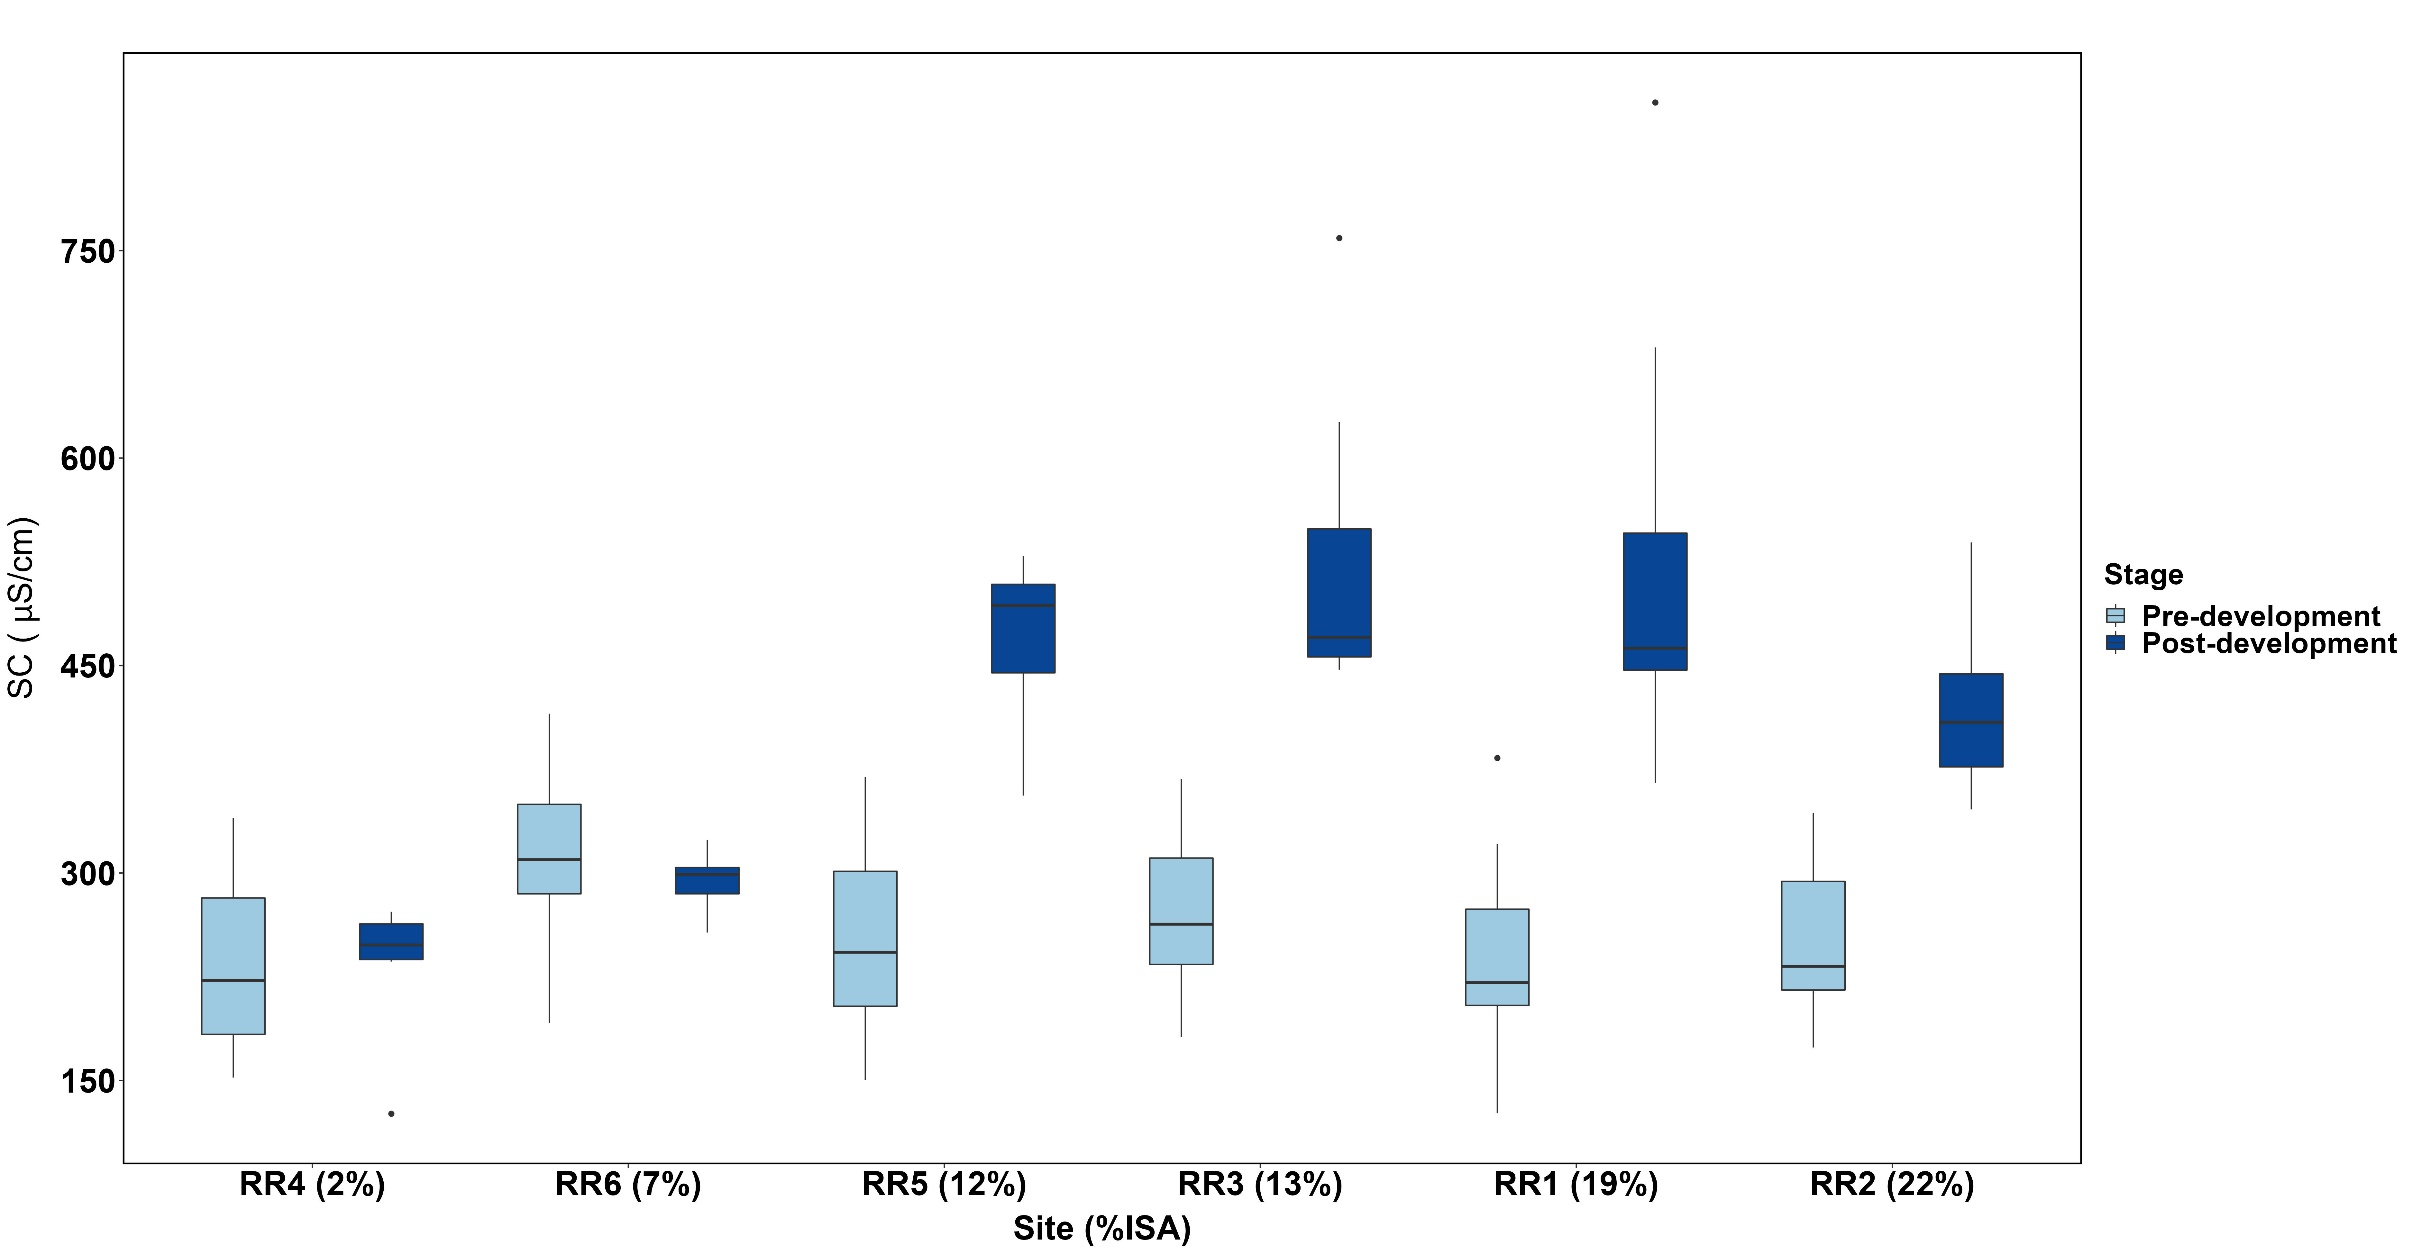 750
600
450
300
150
SC ( µS/cm)
RR4 (2%)
RR6 (7%)
RR5 (12%)
RR3 (13%)
RR1 (19%)
RR2 (22%)
Site (%ISA)
Stage
Pre-development
Post-development